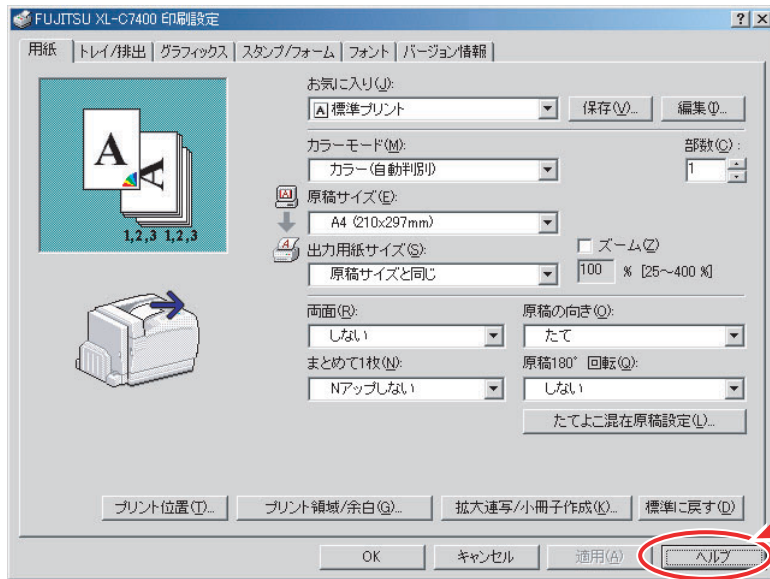 FUJITSU XL-C7400 印刷設定
用紙 トレイ/排出 グラフィックス スタンプ/フォーム フォント バージョン情報
お気に入り(J):
標準プリント 保存(V)... 編集(I)...
カラーモード(M): 部数(C):
カラー(自動判別) 1
原稿サイズ(E):
A4 (210x297mm)
出力用紙サイズ(S): ズーム(Z)
原稿サイズと同じ 100 % [25～400 %]
A
A
1,2,3 1,2,3
両面(R): 原稿の向き(O):
しない たて
まとめて1枚(N): 原稿180° 回転(Q):
Nアップしない しない
たてよこ混在原稿設定(L)...
プリント位置(T)... プリント領域/余白(G)... 拡大連写/小冊子作成(K)... 標準に戻す(D)
OK キャンセル 適用(A) ヘルプ